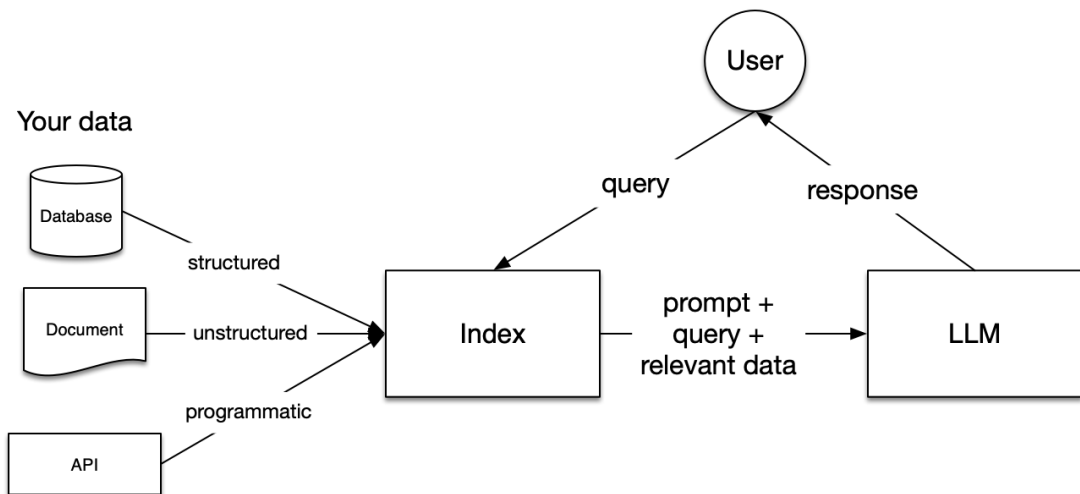 User
Your data
Database
query
response
structured
Document
unstructured
Index
prompt +
query +
relevant data
LLM
programmatic
API